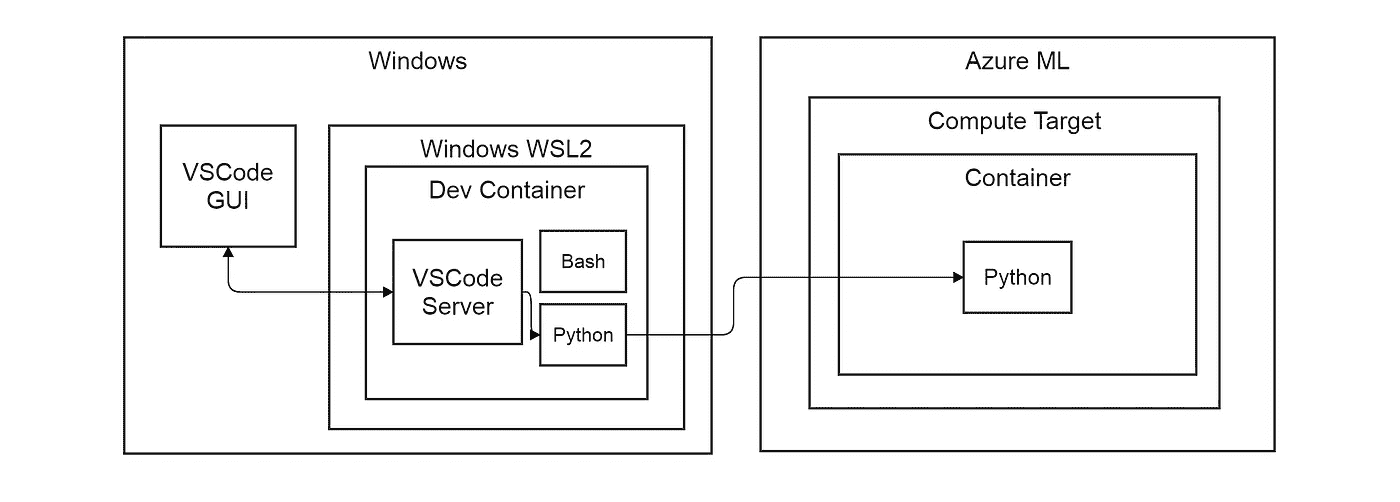 Windows
VSCode
GUI
Windows WSL2
Dev Container
VSCode
Server
Bash
Python
Azure ML
Compute Target
Container
Python